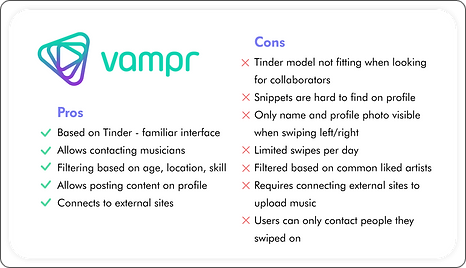 vampr
Pros
Based on Tinder - familiar interface
Allows contacting musicians
Filtering based on age, location, skill
Allows posting content on profile
Connects to external sites
Cons
Tinder model not fitting when looking
for collaborators
Snippets are hard to find on profile
Only name and profile photo visible
when swiping left/right
Limited swipes per day
Filtered based on common liked artists
Requires connecting external sites to
upload music
Users can only contact people they
swiped on